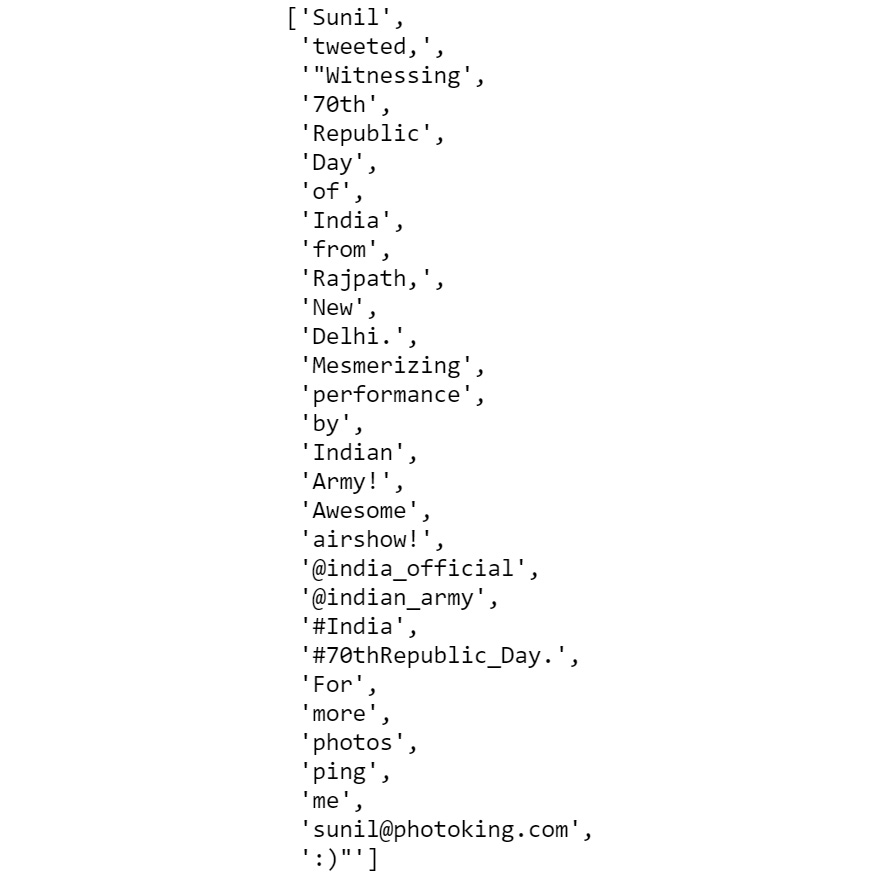 ['Sunil',
'tweeted,',
'"Witnessing',
'70th',
'Republic',
'Day',
'of',
'India',
'from',
'Rajpath,',
'New',
'Delhi.',
'Mesmerizing',
'performance',
'by',
'Indian',
'Army!',
'Awesome',
'airshow!',
'@india_official',
'@indian_army',
'#India',
'#70thRepublic_Day.',
'For',
'more',
'photos',
'ping',
'me',
'sunil@photoking.com',
':)"']